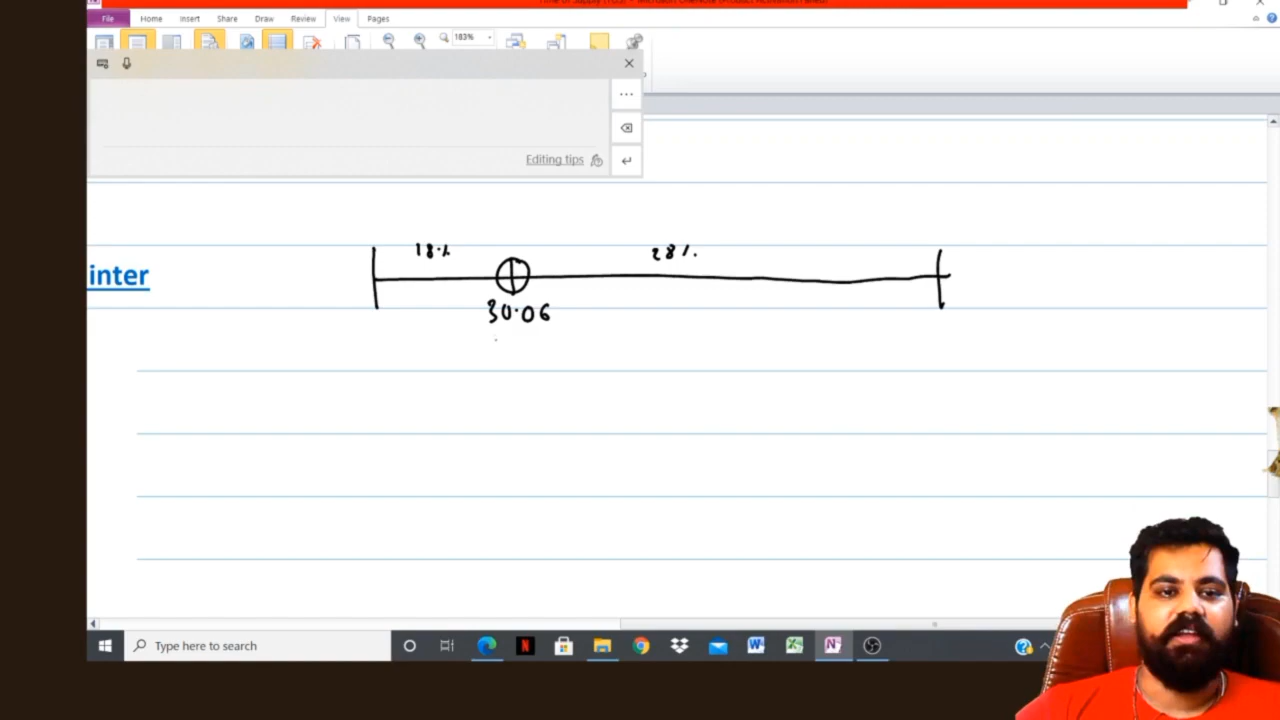 File Home Insert Share Draw Review View Pages
183%
Editing tips
18%
28%.
inter
30.06
Type here to search